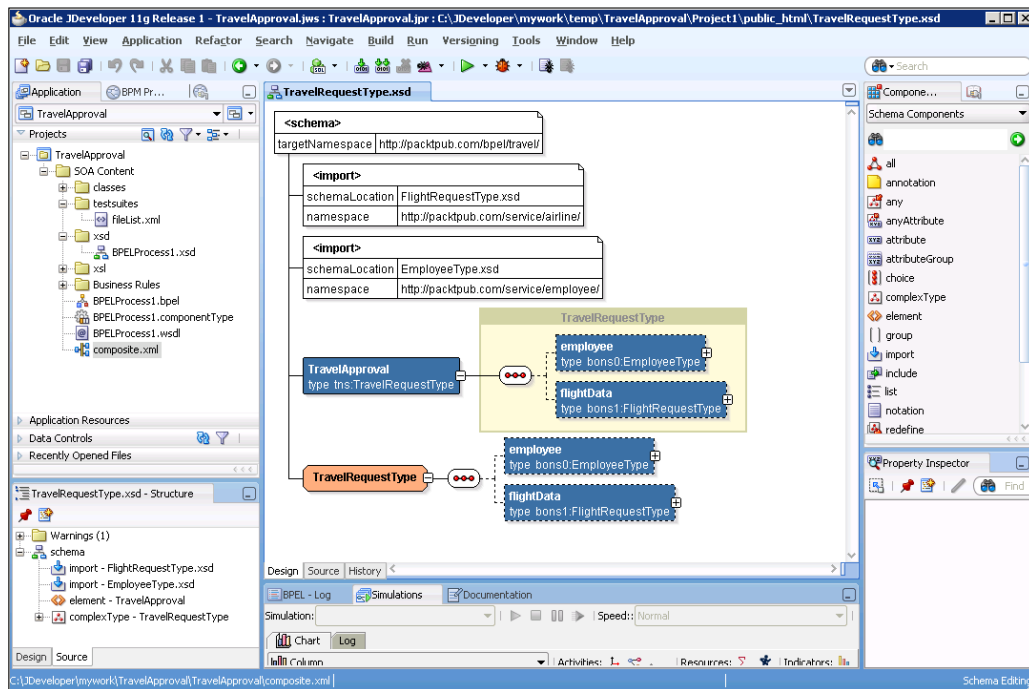 Oracle JDeveloper 11g Release 1 - TravelApproval.jws : TravelApproval.jpr : C:\JDeveloper\mywork\temp\TravelApproval\Project1\public_html\TravelRequestType.xsd
File Edit View Application Refactor Search Navigate Build Run Versioning Tools Window Help
Search
Application
BPM Pr...
TravelApproval
Projects
TravelApproval
SOA Content
classes
testsuites
fileList.xml
xsd
BPELProcess1.xsd
xsl
Business Rules
BPELProcess1.bpel
BPELProcess1.componentType
BPELProcess1.wsdl
composite.xml
Application Resources
Data Controls
Recently Opened Files
TravelRequestType.xsd - Structure
Warnings (1)
schema
import - FlightRequestType.xsd
import - EmployeeType.xsd
element - TravelApproval
complexType - TravelRequestType
Design Source
TravelRequestType.xsd
<schema>
targetNamespace http://packtpub.com/bpel/travel/
<import>
schemaLocation FlightRequestType.xsd
namespace http://packtpub.com/service/airline/
<import>
schemaLocation EmployeeType.xsd
namespace http://packtpub.com/service/employee/
TravelRequestType
employee
type bons0:EmployeeType
TravelApproval
type tns:TravelRequestType
flightData
type bons1:FlightRequestType
employee
type bons0:EmployeeType
TravelRequestType
flightData
type bons1:FlightRequestType
Design Source History
BPEL - Log Simulations Documentation
Simulation: Speed:: Normal
Chart Log
Column Activities: Resources: Indicators:
Compone...
Schema Components
all
annotation
any
anyAttribute
attribute
attributeGroup
choice
complexType
element
group
import
include
list
notation
redefine
Property Inspector
Find
C:\JDeveloper\mywork\TravelApproval\TravelApproval\composite.xml
Schema Editing